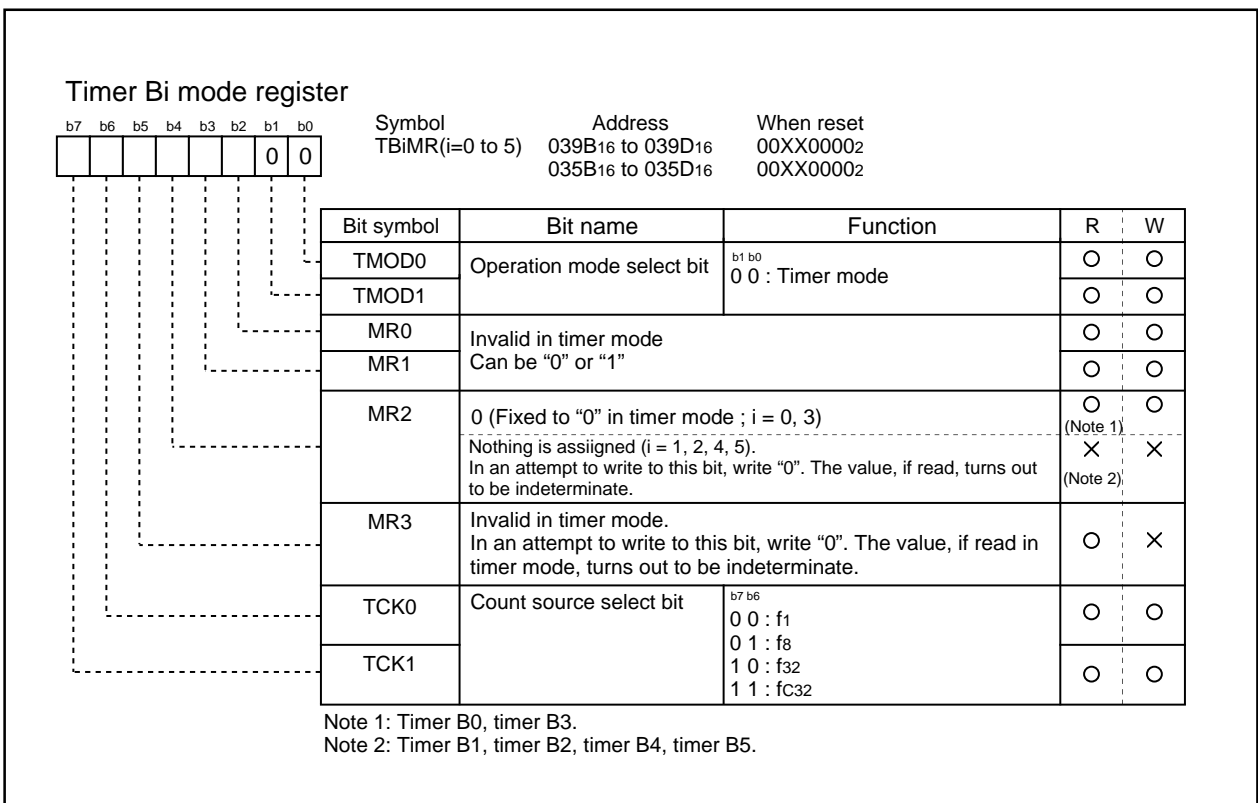 Timer Bi mode register
b7 b6 b5 b4 b3 b2 b1 b0
0 0
Symbol Address When reset
TBiMR(i=0 to 5) 039B16 to 039D16 00XX00002
035B16 to 035D16 00XX00002
Bit symbol Bit name Function R W
TMOD0 Operation mode select bit b1 b0
0 0 : Timer mode
TMOD1
MR0 Invalid in timer mode
MR1 Can be “0” or “1”
MR2 0 (Fixed to “0” in timer mode ; i = 0, 3)
(Note 1)
Nothing is assiigned (i = 1, 2, 4, 5).
In an attempt to write to this bit, write “0”. The value, if read, turns out
to be indeterminate.
(Note 2)
MR3 Invalid in timer mode.
In an attempt to write to this bit, write “0”. The value, if read in
timer mode, turns out to be indeterminate.
TCK0 Count source select bit b7 b6
0 0 : f1
0 1 : f8
TCK1 1 0 : f32
1 1 : fC32
Note 1: Timer B0, timer B3.
Note 2: Timer B1, timer B2, timer B4, timer B5.